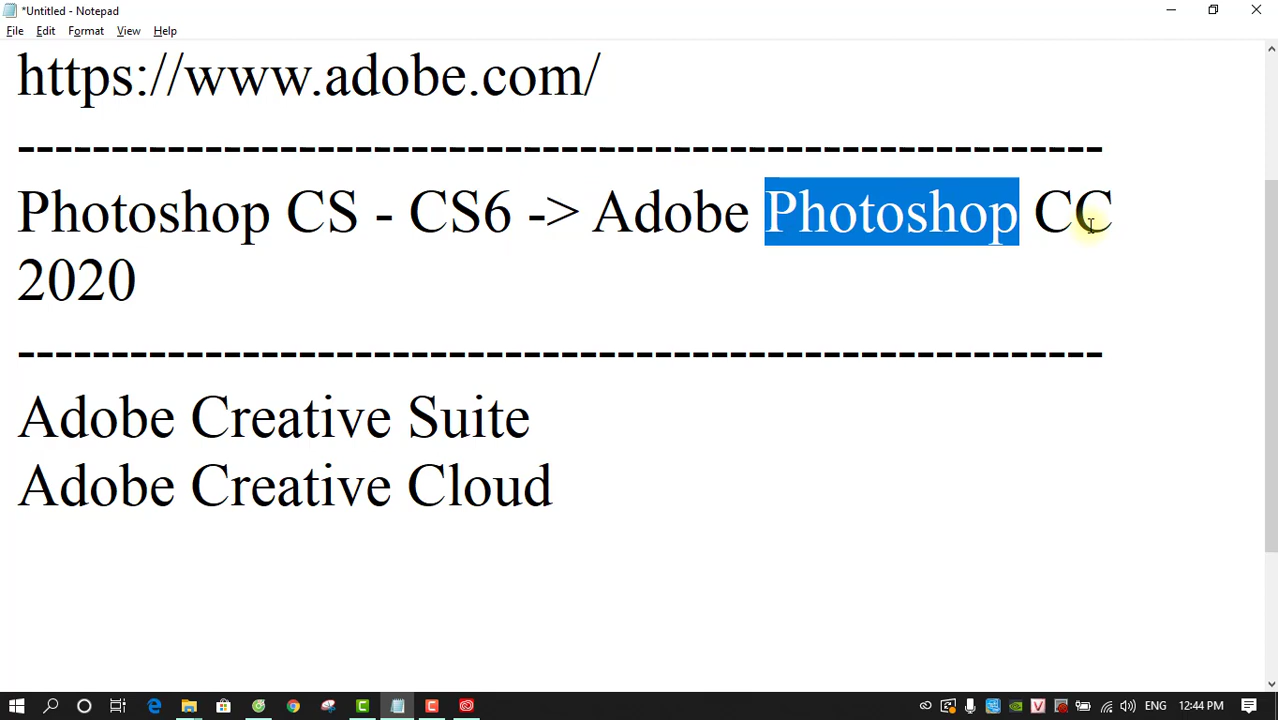 *Untitled - Notepad
File Edit Format View Help
https://www.adobe.com/
----------------------------------------------------------
Photoshop CS - CS6 -> Adobe Photoshop CC
2020
----------------------------------------------------------
Adobe Creative Suite
Adobe Creative Cloud
ENG 12:44 PM